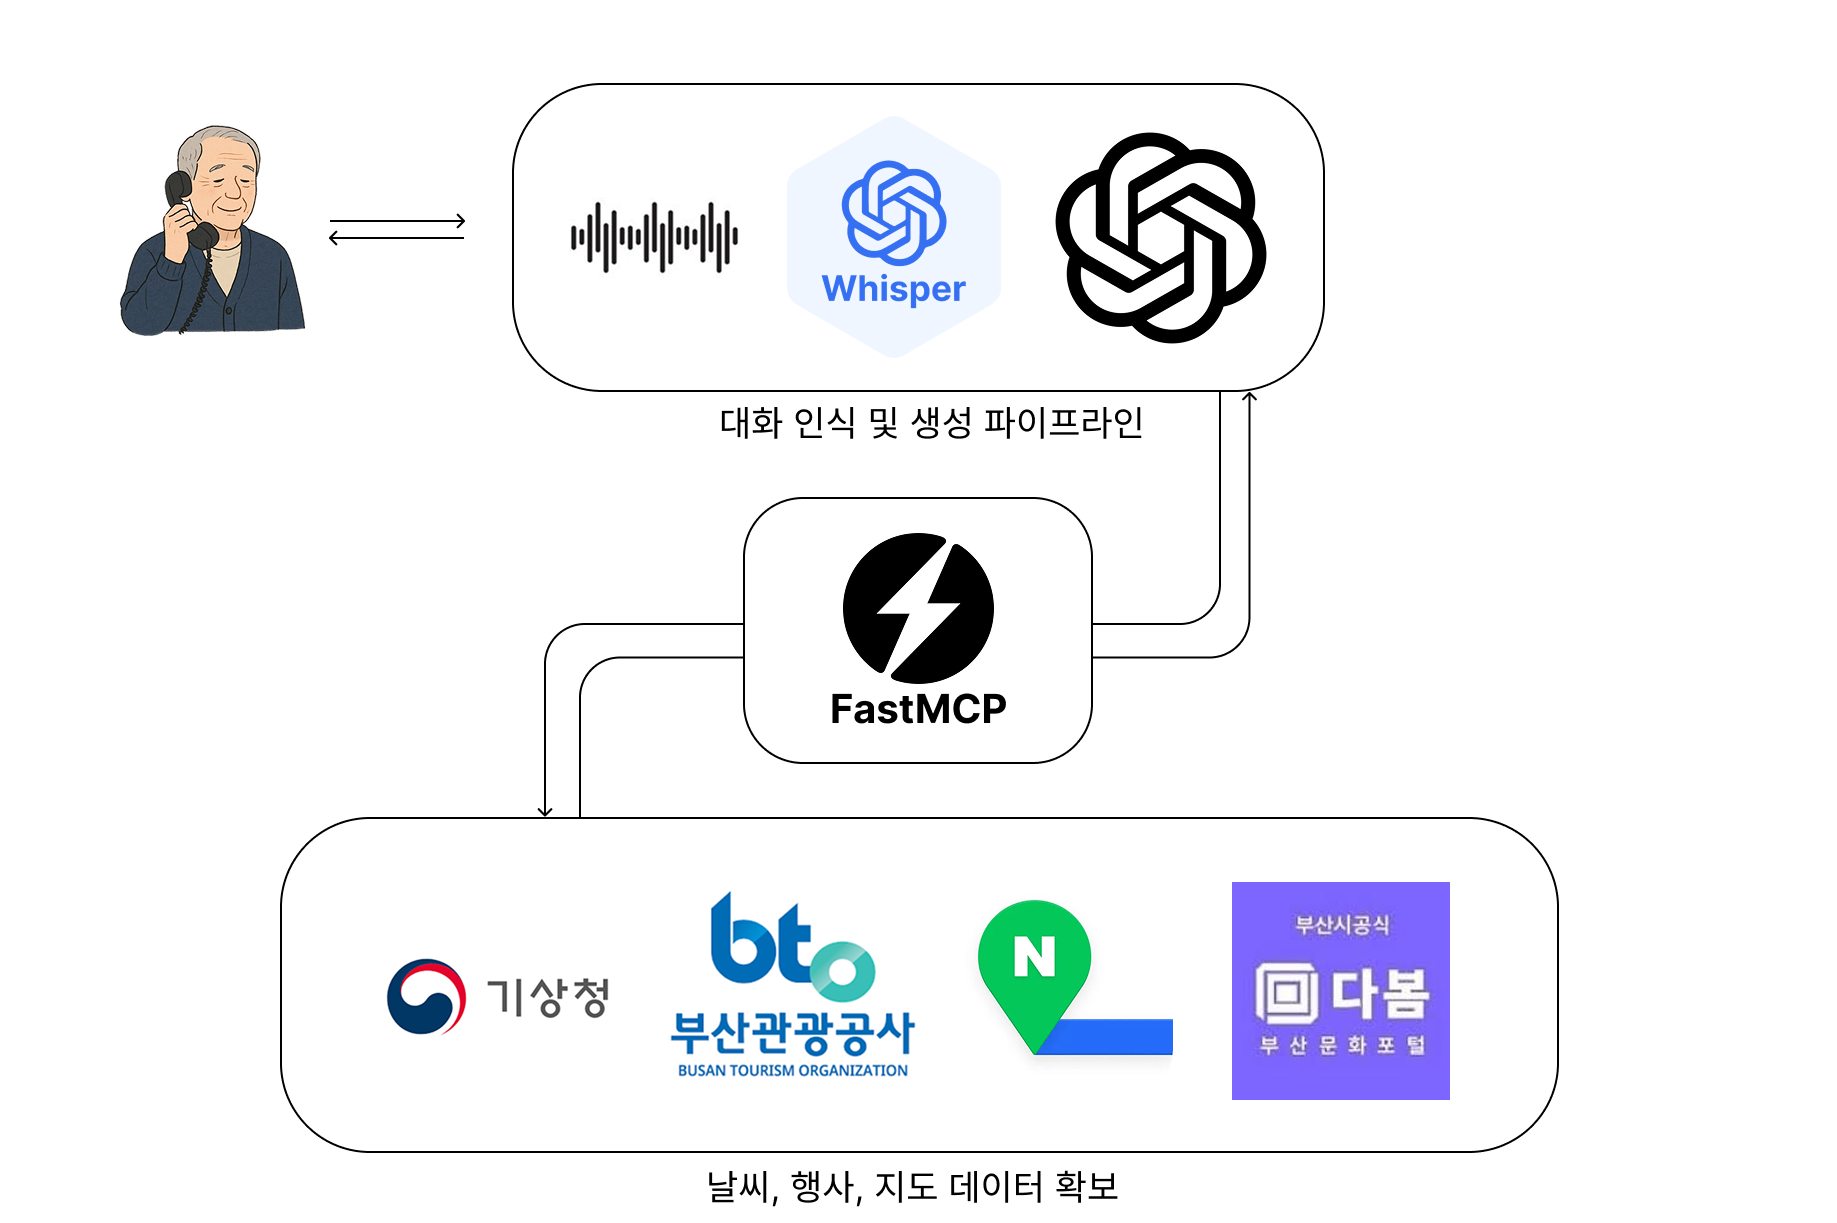 Whisper
대화 인식 및 생성 파이프라인
FastMCP
기상청
bto
부산관광공사
BUSAN TOURISM ORGANIZATION
N
부산시공식
다봄
부산문화포털
날씨, 행사, 지도 데이터 확보